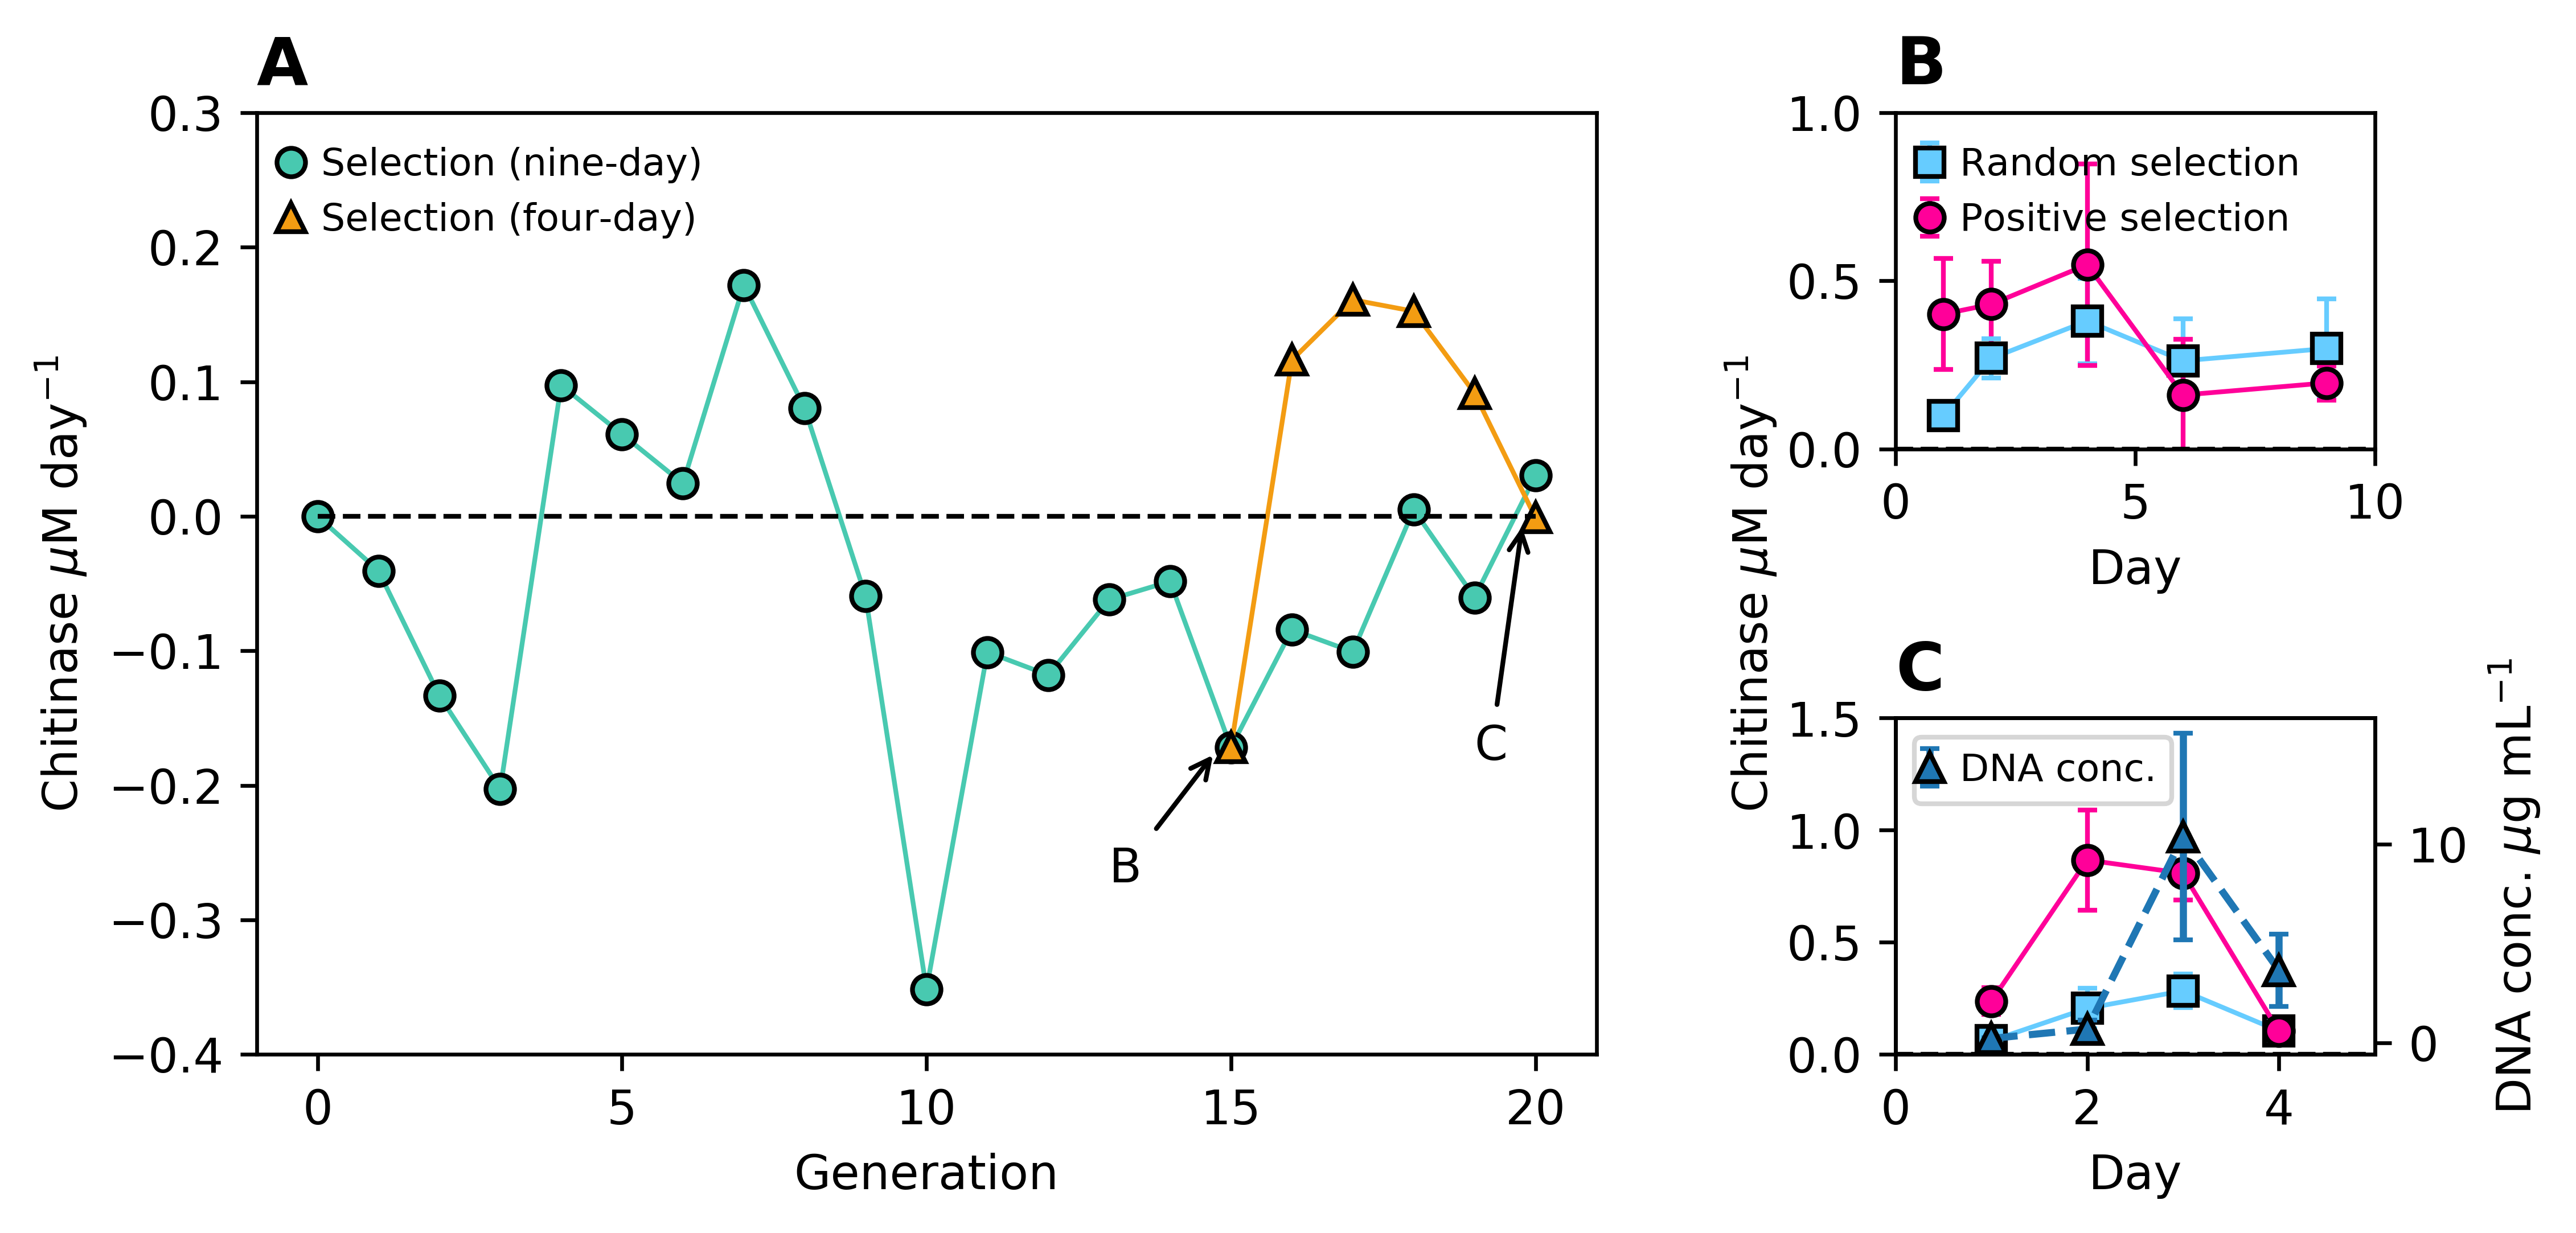 A
0.3
0.2
0.1
0.0
−0.1
−0.2
−0.3
−0.4
Chitinase μM day⁻¹
Selection (nine-day)
Selection (four-day)
B
C
0
5
10
15
20
Generation
B
1.0
0.5
0.0
Random selection
Positive selection
0
5
10
Day
Chitinase μM day⁻¹
C
1.5
1.0
0.5
0.0
DNA conc.
10
0
DNA conc. μg mL⁻¹
0
2
4
Day